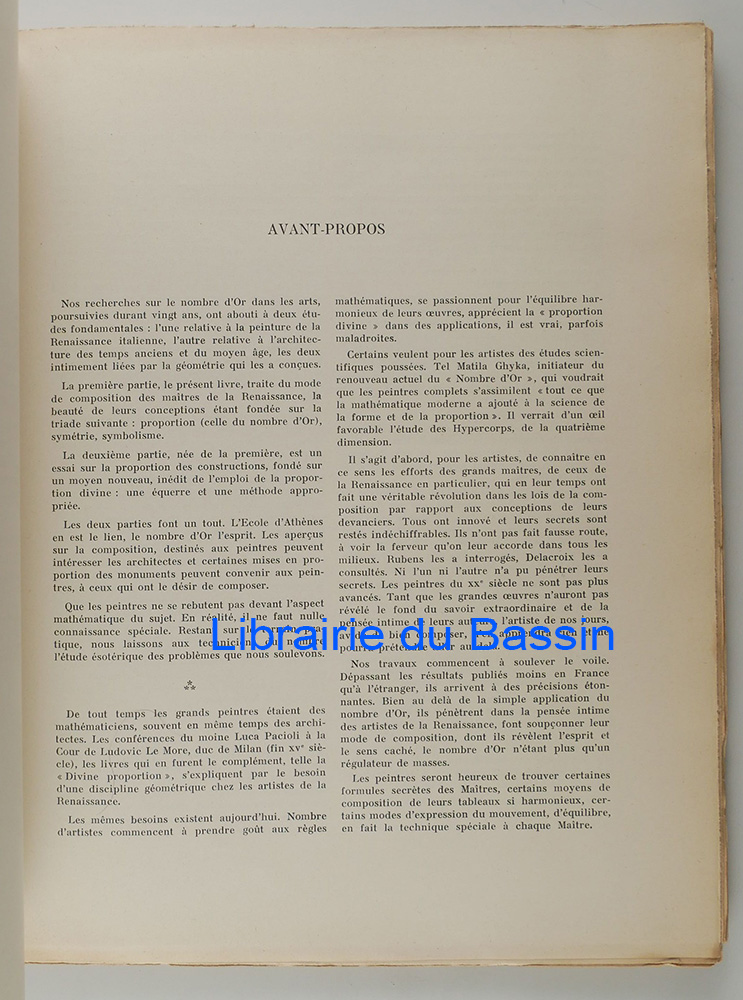 AVANT-PROPOS
Nos recherches sur le nombre d'Or dans les arts,
poursuivies durant vingt ans, ont abouti à deux étu-
des fondamentales : l'une relative à la peinture de la
Renaissance italienne, l'autre relative à l'architec-
ture des temps anciens et du moyen âge, les deux
intimement liées par la géométrie qui les a conçues.
La première partie, le présent livre, traite du mode
de composition des maîtres de la Renaissance, la
beauté de leurs conceptions étant fondée sur la
triade suivante : proportion (celle du nombre d'Or),
symétrie, symbolisme.
La deuxième partie, née de la première, est un
essai sur la proportion des constructions, fondé sur
un moyen nouveau, inédit de l'emploi de la propor-
tion divine : une équerre et une méthode appro-
priée.
Les deux parties font un tout. L'Ecole d'Athènes
en est le lien, le nombre d'Or l'esprit. Les aperçus
sur la composition, destinés aux peintres peuvent
intéresser les architectes et certaines mises en pro-
portion des monuments peuvent convenir aux pein-
tres, à ceux qui ont le désir de composer.
Que les peintres ne se rebutent pas devant l'aspect
mathématique du sujet. En réalité, il ne faut nulle
connaissance spéciale. Restant sur le
tique, nous laissons aux techniciens du nombre
l'étude ésotérique des problèmes que nous soulevons.
De tout temps les grands peintres étaient des
mathématiciens, souvent en même temps des archi-
tectes. Les conférences du moine Luca Pacioli à la
Cour de Ludovic Le More, duc de Milan (fin XVe siè-
cle), les livres qui en furent le complément, telle la
« Divine proportion », s'expliquent par le besoin
d'une discipline géométrique chez les artistes de la
Renaissance.
Les mêmes besoins existent aujourd'hui. Nombre
d'artistes commencent à prendre goût aux règles
mathématiques, se passionnent pour l'équilibre har-
monieux de leurs œuvres, apprécient la « proportion
divine » dans des applications, il est vrai, parfois
maladroites.
Certains veulent pour les artistes des études scien-
tifiques poussées. Tel Matila Ghyka, initiateur du
renouveau actuel du « Nombre d'Or », qui voudrait
que les peintres complets s'assimilent « tout ce que
la mathématique moderne a ajouté à la science de
la forme et de la proportion ». Il verrait d'un œil
favorable l'étude des Hypercorps, de la quatrième
dimension.
Il s'agit d'abord, pour les artistes, de connaître en
ce sens les efforts des grands maîtres, de ceux de
la Renaissance en particulier, qui en leur temps ont
fait une véritable révolution dans les lois de la com-
position par rapport aux conceptions de leurs
devanciers. Tous ont innové et leurs secrets sont
restés indéchiffrables. Ils n'ont pas fait fausse route,
à voir la ferveur qu'on leur accorde dans tous les
milieux. Rubens les a interrogés, Delacroix les a
consultés. Ni l'un ni l'autre n'a pu pénétrer leurs
secrets. Les peintres du XXe siècle ne sont pas plus
avancés. Tant que les grandes œuvres n'auront pas
révélé le fond du savoir extraordinaire et de la
pensée intime de leurs auteurs, l'artiste de nos jours,
bien composer, rien et ne
Nos travaux commencent à soulever le voile.
Dépassant les résultats publiés moins en France
qu'à l'étranger, ils arrivent à des précisions éton-
nantes. Bien au delà de la simple application du
nombre d'Or, ils pénètrent dans la pensée intime
des artistes de la Renaissance, font soupçonner leur
mode de composition, dont ils révèlent l'esprit et
le sens caché, le nombre d'Or n'étant plus qu'un
régulateur de masses.
Les peintres seront heureux de trouver certaines
formules secrètes des Maîtres, certains moyens de
composition de leurs tableaux si harmonieux, cer-
tains modes d'expression du mouvement, d'équilibre,
en fait la technique spéciale à chaque Maître.
Librairie du Bassin